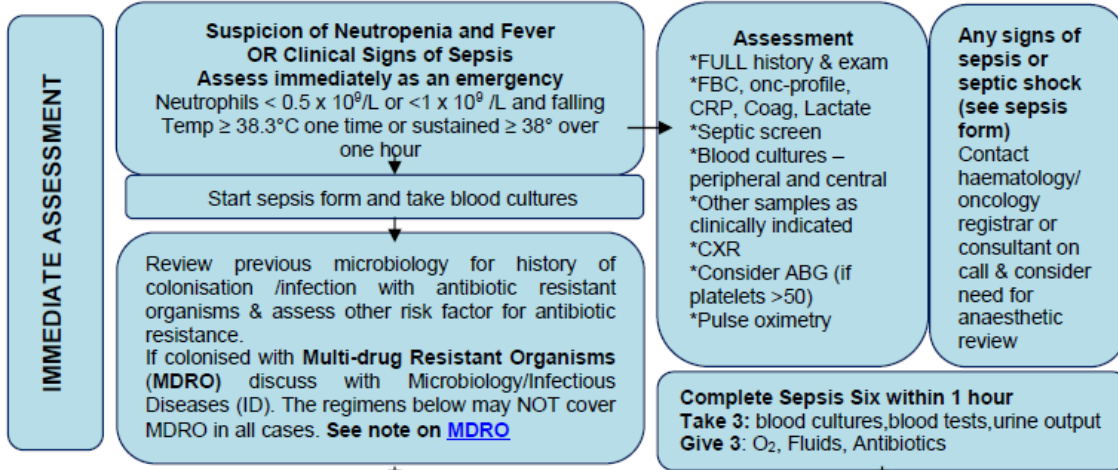 IMMEDIATE ASSESSMENT
Suspicion of Neutropenia and Fever
OR Clinical Signs of Sepsis
Assess immediately as an emergency
Neutrophils < 0.5 x 10⁹/L or <1 x 10⁹ /L and falling
Temp ≥ 38.3°C one time or sustained ≥ 38° over
one hour
Start sepsis form and take blood cultures
Review previous microbiology for history of
colonisation /infection with antibiotic resistant
organisms & assess other risk factor for antibiotic
resistance.
If colonised with Multi-drug Resistant Organisms
(MDRO) discuss with Microbiology/Infectious
Diseases (ID). The regimens below may NOT cover
MDRO in all cases. See note on MDRO
Assessment
*FULL history & exam
*FBC, onc-profile,
CRP, Coag, Lactate
*Septic screen
*Blood cultures –
peripheral and central
*Other samples as
clinically indicated
*CXR
*Consider ABG (if
platelets >50)
*Pulse oximetry
Any signs of
sepsis or
septic shock
(see sepsis
form)
Contact
haematology/
oncology
registrar or
consultant on
call & consider
need for
anaesthetic
review
Complete Sepsis Six within 1 hour
Take 3: blood cultures,blood tests,urine output
Give 3: O₂, Fluids, Antibiotics